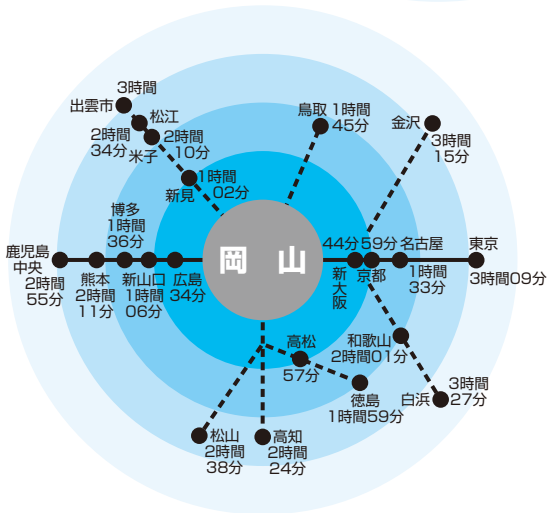 3時間
出雲市
松江
2時間
34分
米子
2時間
10分
新見
1時間
02分
鳥取 1時間
45分
金沢
3時間
15分
鹿児島
中央
2時間
55分
熊本
2時間
11分
博多
1時間
36分
新山口
1時間
06分
広島
34分
岡 山
44分
新大阪
59分
京都
名古屋
1時間
33分
東京
3時間09分
高松
57分
和歌山
2時間01分
徳島
1時間59分
白浜
3時間
27分
松山
2時間
38分
高知
2時間
24分